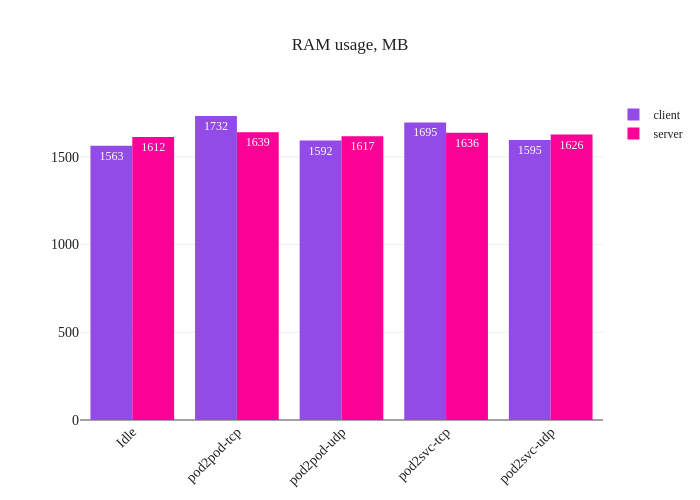 RAM usage, MB
client
server
1500
1000
500
0
1563
1612
1732
1639
1592
1617
1695
1636
1595
1626
Idle
pod2pod-tcp
pod2pod-udp
pod2svc-tcp
pod2svc-udp